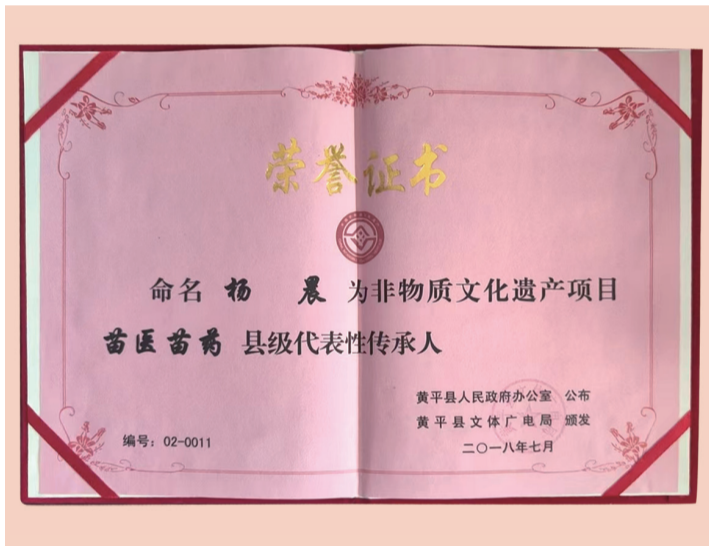 荣誉证书
命名 杨 晨 为非物质文化遗产项目
苗医苗药 县级代表性传承人
黄平县人民政府办公室 公布
黄平县文体广电局 颁发
编号：02-0011
二〇一八年七月